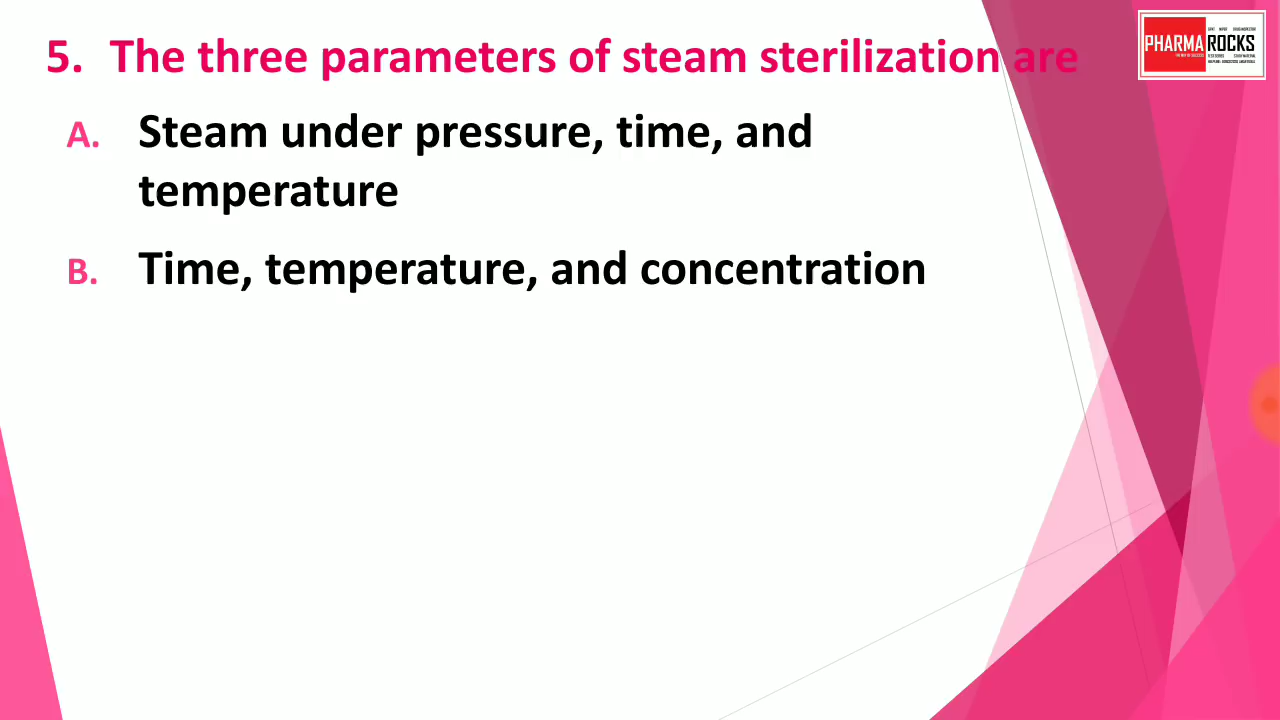 5. The three parameters of steam sterilization are
A. Steam under pressure, time, and
temperature
B. Time, temperature, and concentration
PHARMA ROCKS